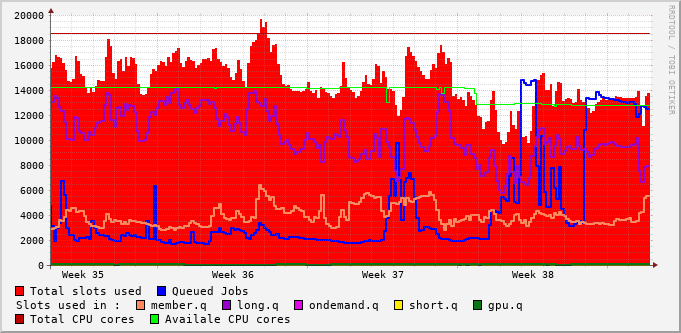 RRDTOOL / TOBI OETIKER
20000
18000
16000
14000
12000
10000
8000
6000
4000
2000
0
Week 35 Week 36 Week 37 Week 38
Total slots used Queued Jobs
Slots used in : member.q long.q ondemand.q short.q gpu.q
Total CPU cores Availale CPU cores